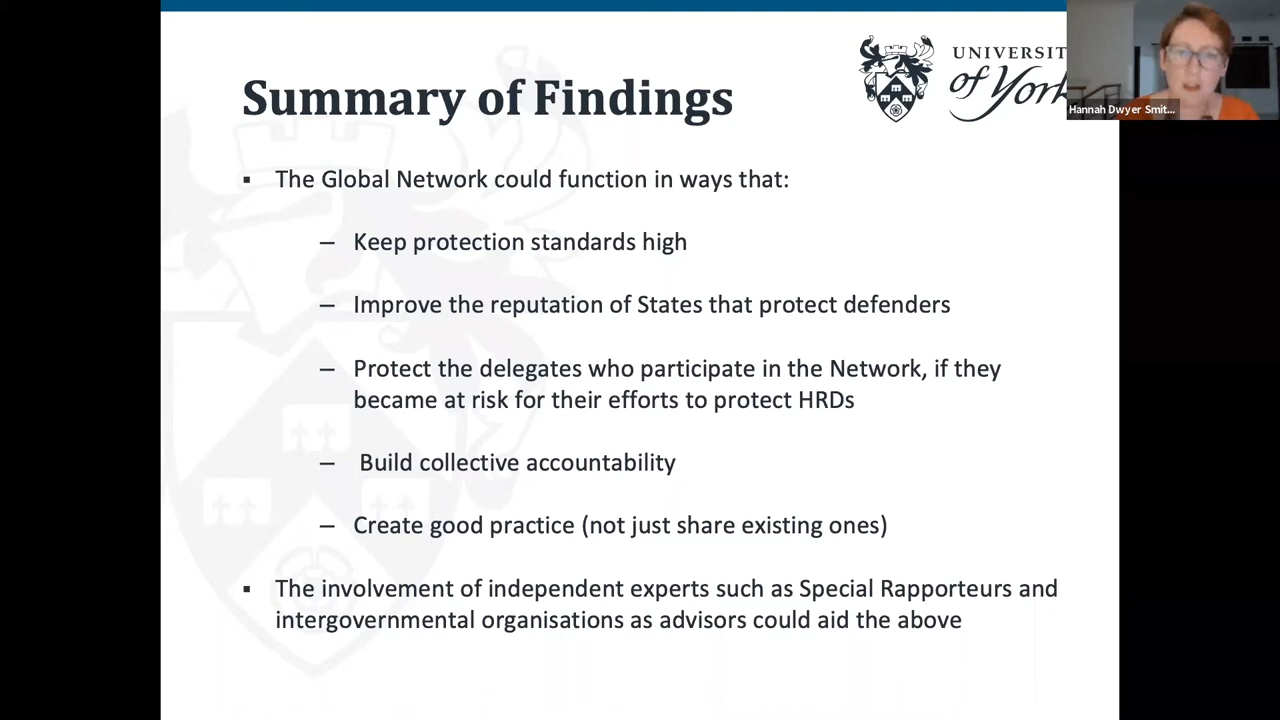 Summary of Findings
UNIVERSIT
of York
Hannah Dwyer Smit...
▪ The Global Network could function in ways that:
– Keep protection standards high
– Improve the reputation of States that protect defenders
– Protect the delegates who participate in the Network, if they
became at risk for their efforts to protect HRDs
– Build collective accountability
– Create good practice (not just share existing ones)
▪ The involvement of independent experts such as Special Rapporteurs and
intergovernmental organisations as advisors could aid the above